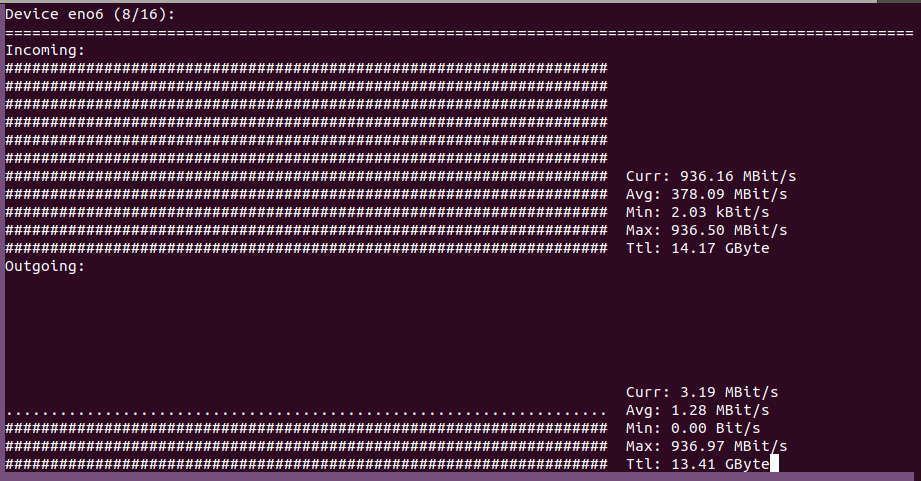 Device eno6 (8/16):
=====================================================================================================
Incoming:
###################################################################
###################################################################
###################################################################
###################################################################
###################################################################
###################################################################
###################################################################  Curr: 936.16 MBit/s
###################################################################  Avg: 378.09 MBit/s
###################################################################  Min: 2.03 kBit/s
###################################################################  Max: 936.50 MBit/s
###################################################################  Ttl: 14.17 GByte
Outgoing:
Curr: 3.19 MBit/s
...................................................................  Avg: 1.28 MBit/s
###################################################################  Min: 0.00 Bit/s
###################################################################  Max: 936.97 MBit/s
###################################################################  Ttl: 13.41 GByte